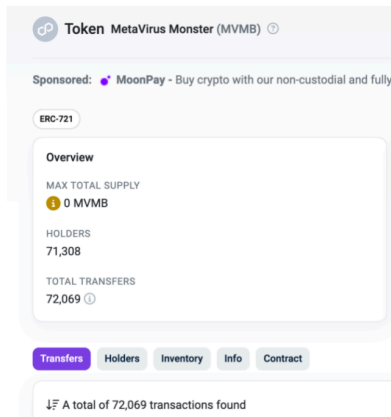 Token MetaVirus Monster (MVMB)
Sponsored: MoonPay - Buy crypto with our non-custodial and fully
ERC-721
Overview
MAX TOTAL SUPPLY
0 MVMB
HOLDERS
71,308
TOTAL TRANSFERS
72,069
Transfers Holders Inventory Info Contract
A total of 72,069 transactions found